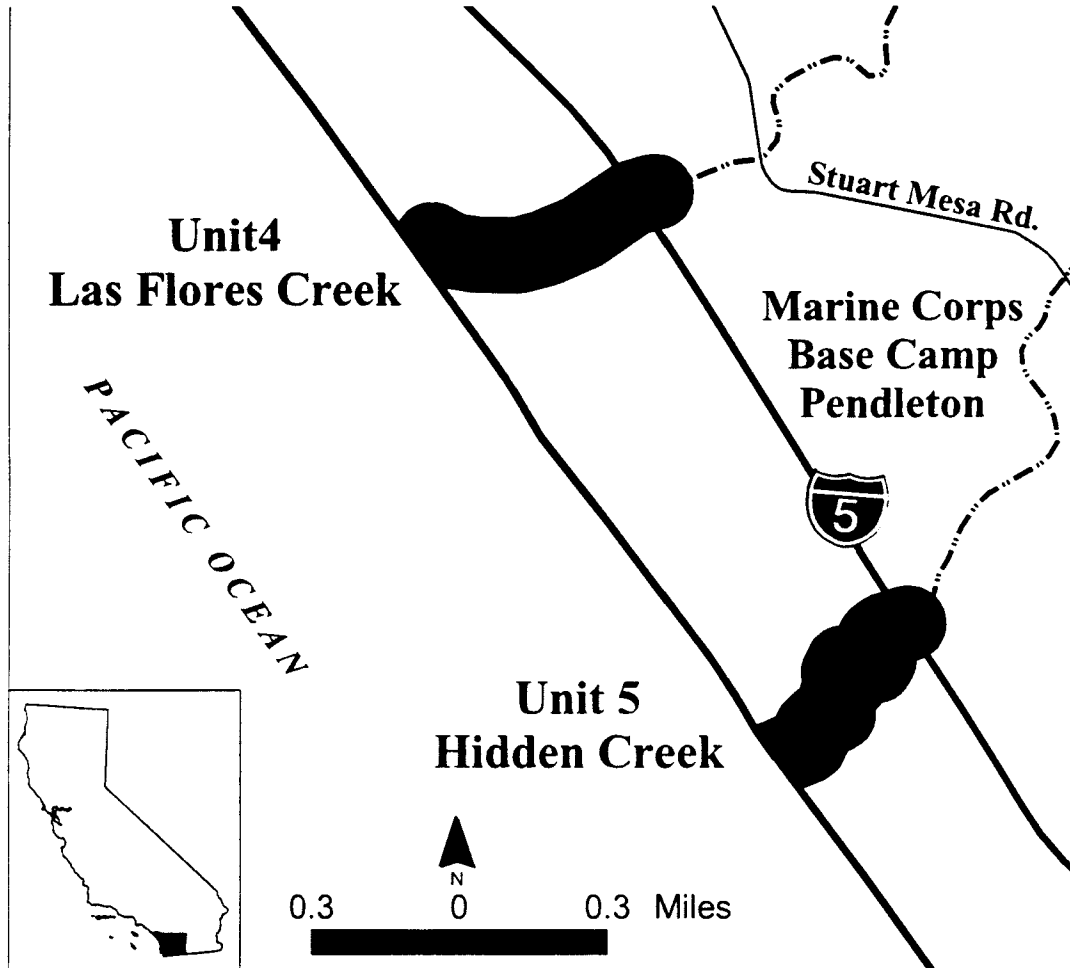 Stuart Mesa Rd.
Unit4
Las Flores Creek
Marine Corps
Base Camp
Pendleton
PACIFIC OCEAN
5
Unit 5
Hidden Creek
N
0.3 0 0.3 Miles